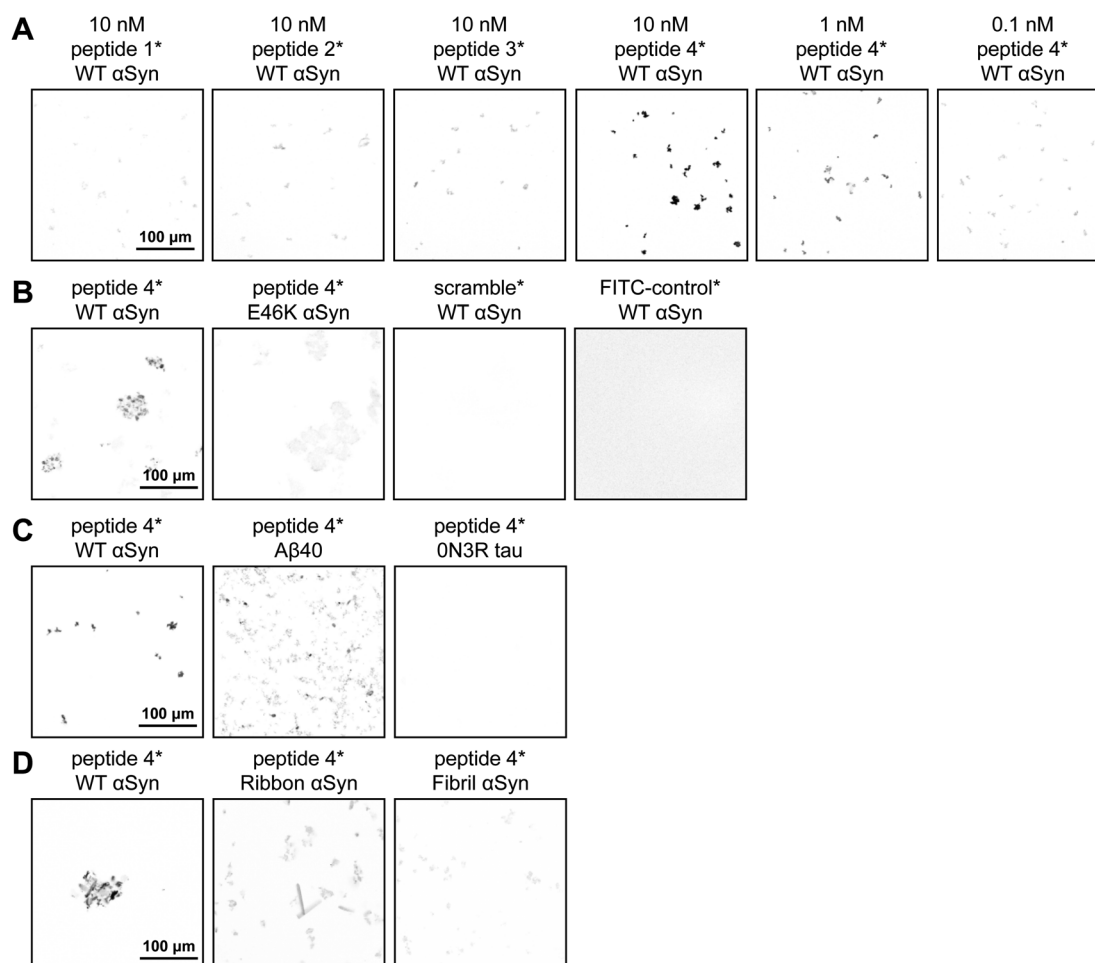 A
10 nM
peptide 1*
WT αSyn
10 nM
peptide 2*
WT αSyn
10 nM
peptide 3*
WT αSyn
10 nM
peptide 4*
WT αSyn
1 nM
peptide 4*
WT αSyn
0.1 nM
peptide 4*
WT αSyn
100 µm
B
peptide 4*
WT αSyn
peptide 4*
E46K αSyn
scramble*
WT αSyn
FITC-control*
WT αSyn
100 µm
C
peptide 4*
WT αSyn
peptide 4*
Aβ40
peptide 4*
0N3R tau
100 µm
D
peptide 4*
WT αSyn
peptide 4*
Ribbon αSyn
peptide 4*
Fibril αSyn
100 µm